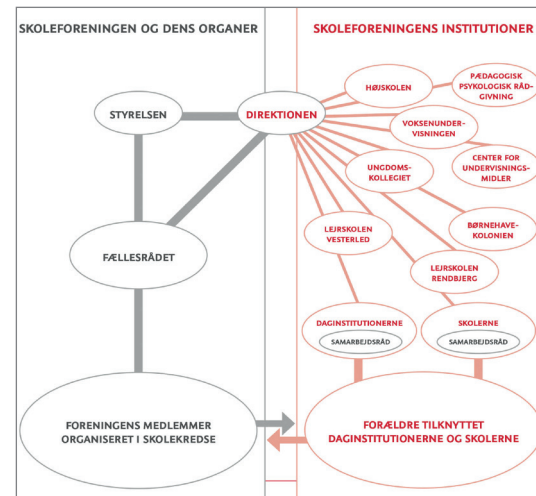 SKOLEFORENINGEN OG DENS ORGANER
SKOLEFORENINGENS INSTITUTIONER
STYRELSEN
DIREKTIONEN
HØJSKOLEN
PÆDAGOGISK
PSYKOLOGISK RÅD-
GIVNING
VOKSENUNDER-
VISNINGEN
UNGDOMS-
KOLLEGIET
CENTER FOR
UNDERVISNINGS-
MIDLER
FÆLLESRÅDET
LEJRSKOLEN
VESTERLED
BØRNEHAVE-
KOLONIEN
LEJRSKOLEN
RENDBJERG
DAGINSTITUTIONERNE
SAMARBEJDSRÅD
SKOLERNE
SAMARBEJDSRÅD
FORENINGENS MEDLEMMER
ORGANISERET I SKOLEKREDSE
FORÆLDRE TILKNYTTET
DAGINSTITUTIONERNE OG SKOLERNE